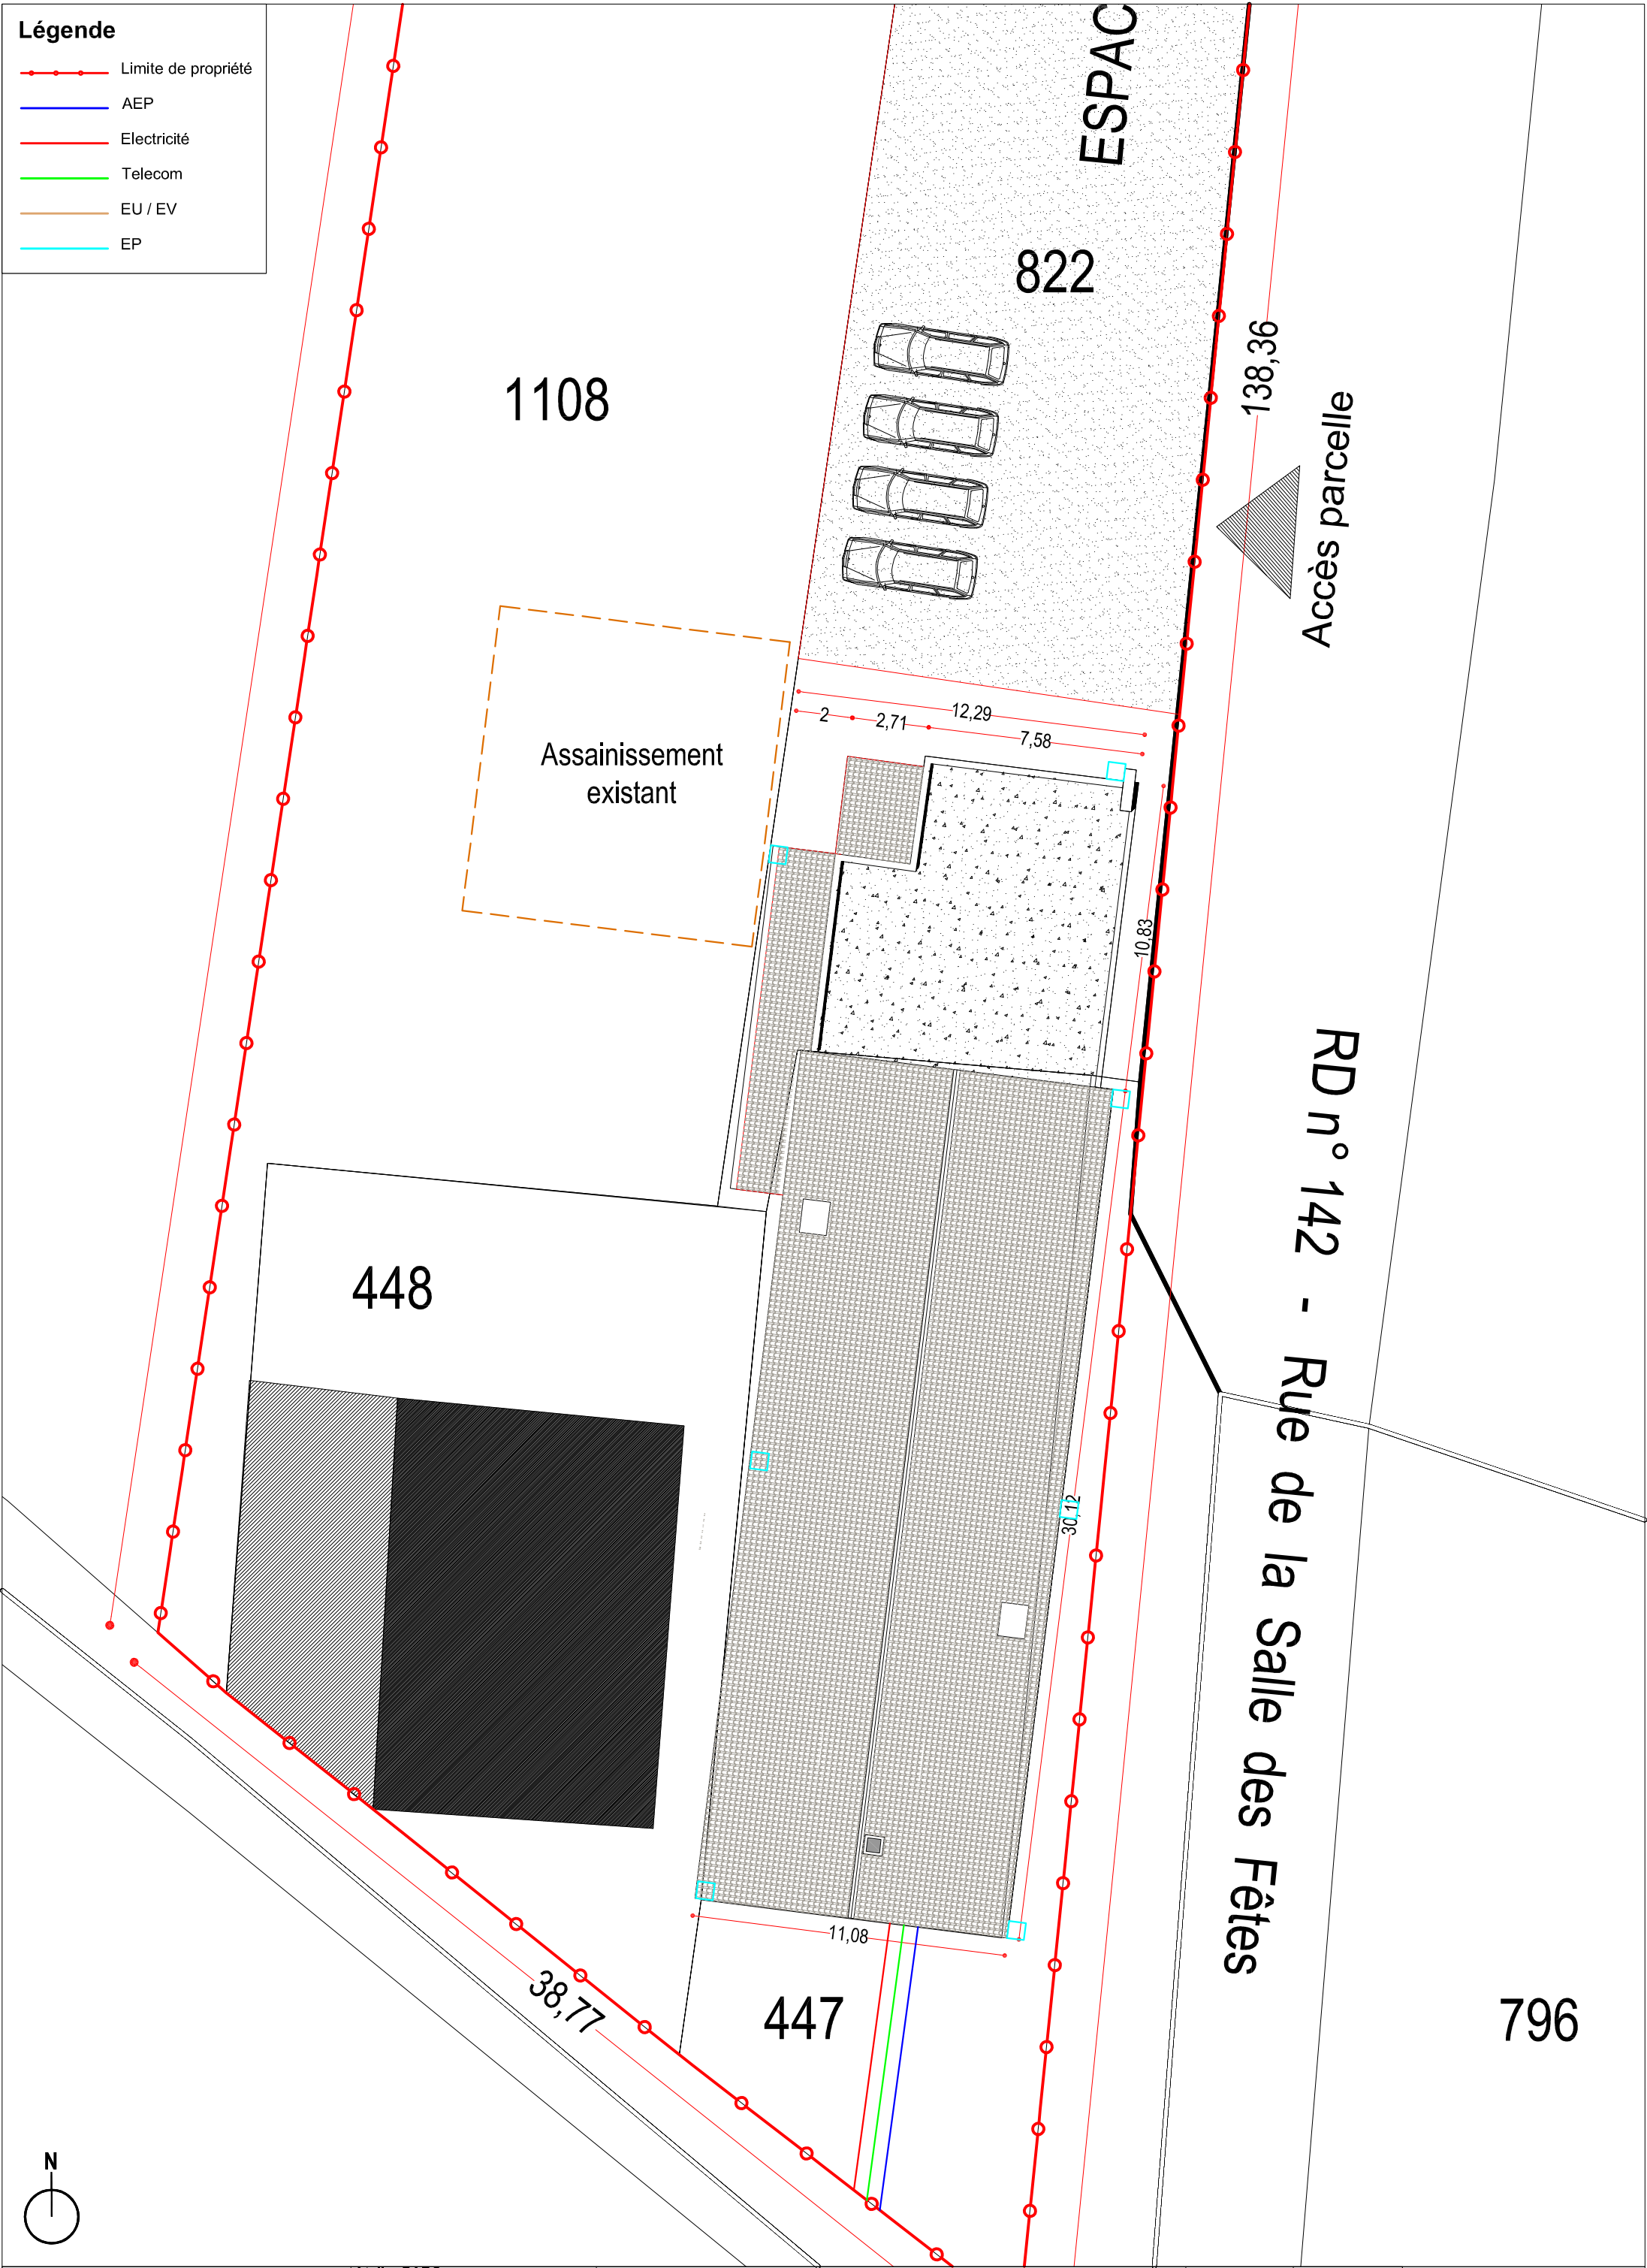 Légende
Limite de propriété
AEP
Electricité
Telecom
EU / EV
EP
ESPAC
822
1108
138,36
Accès parcelle
12,29
2
2,71
7,58
Assainissement
existant
10,83
RD n° 142 - Rue de la Salle des Fêtes
448
30,12
11,08
38,77
447
796
N